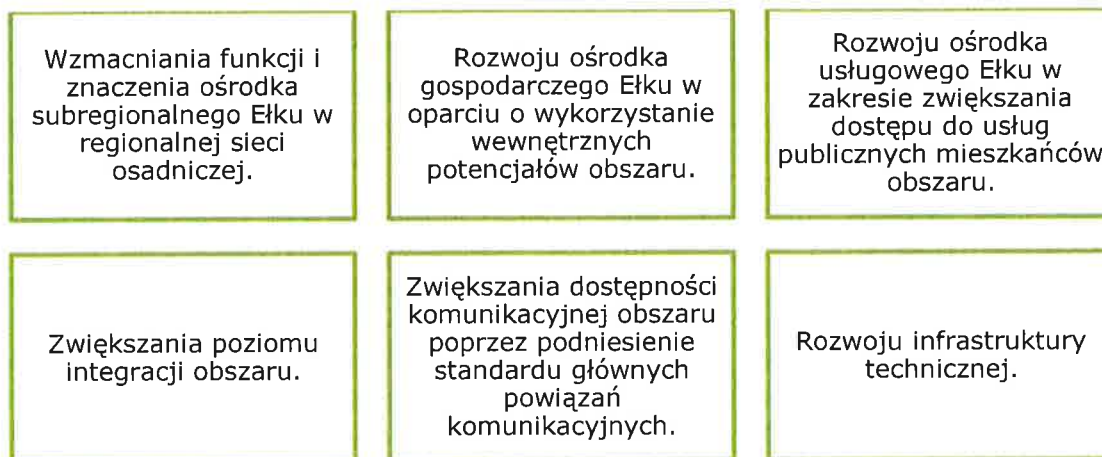 Wzmacniania funkcji i
znaczenia ośrodka
subregionalnego Ełku w
regionalnej sieci
osadniczej.
Rozwoju ośrodka
gospodarczego Ełku w
oparciu o wykorzystanie
wewnętrznych
potencjałów obszaru.
Rozwoju ośrodka
usługowego Ełku w
zakresie zwiększania
dostępu do usług
publicznych mieszkańców
obszaru.
Zwiększania poziomu
integracji obszaru.
Zwiększania dostępności
komunikacyjnej obszaru
poprzez podniesienie
standardu głównych
powiązań
komunikacyjnych.
Rozwoju infrastruktury
technicznej.